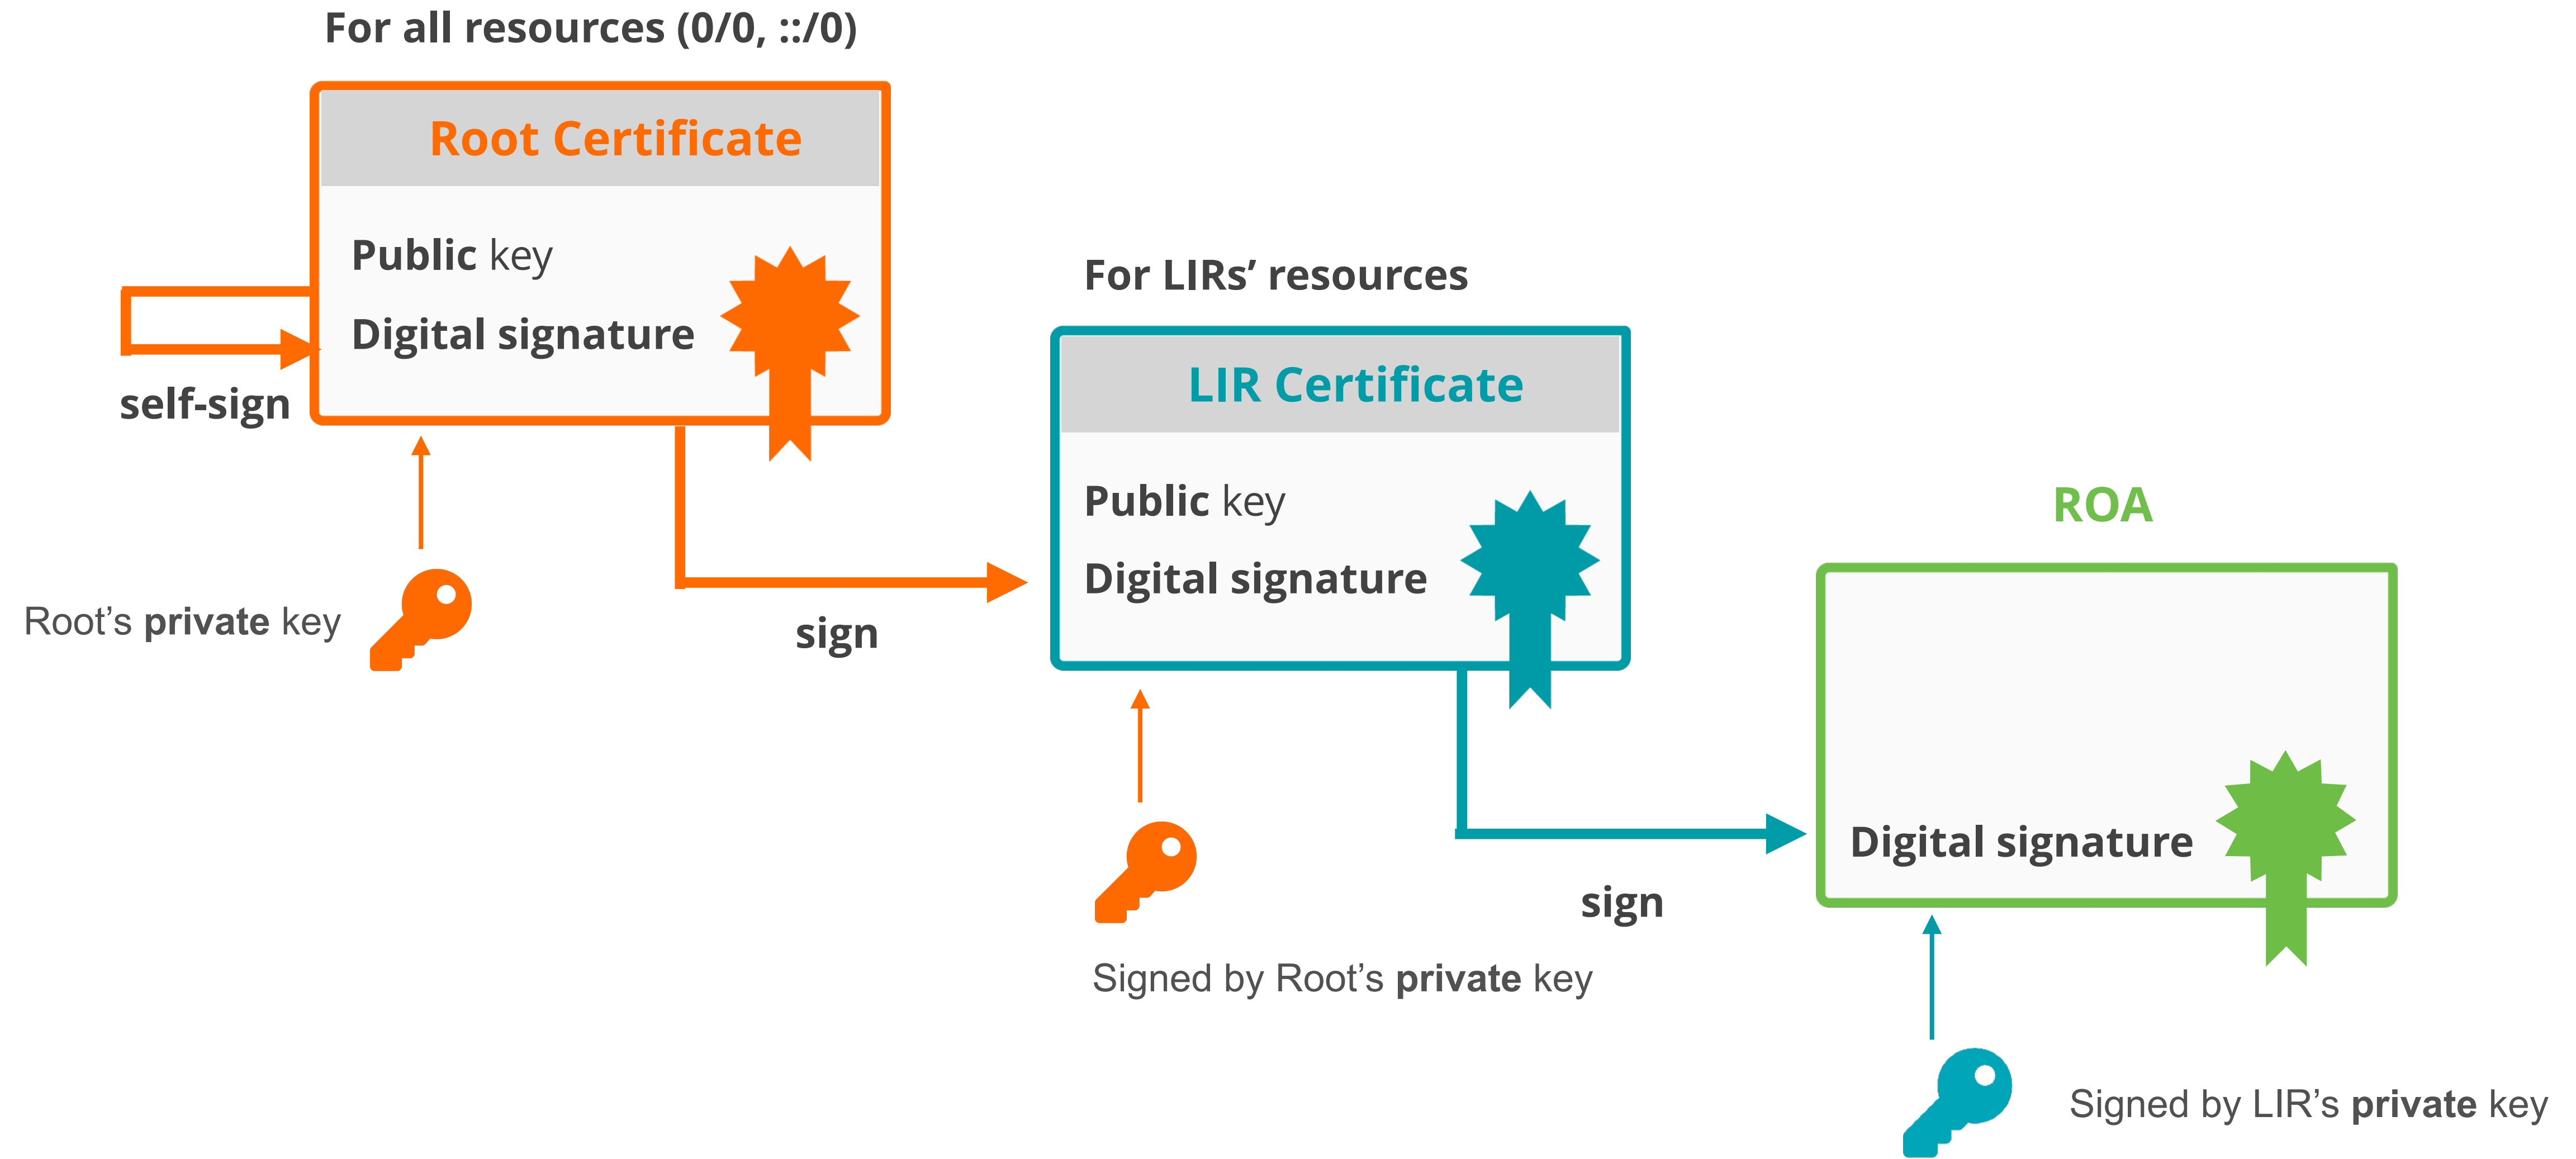 For all resources (0/0, ::/0)
Root Certificate
Public key
Digital signature
self-sign
Root’s private key
sign
For LIRs’ resources
LIR Certificate
Public key
Digital signature
Signed by Root’s private key
sign
ROA
Digital signature
Signed by LIR’s private key